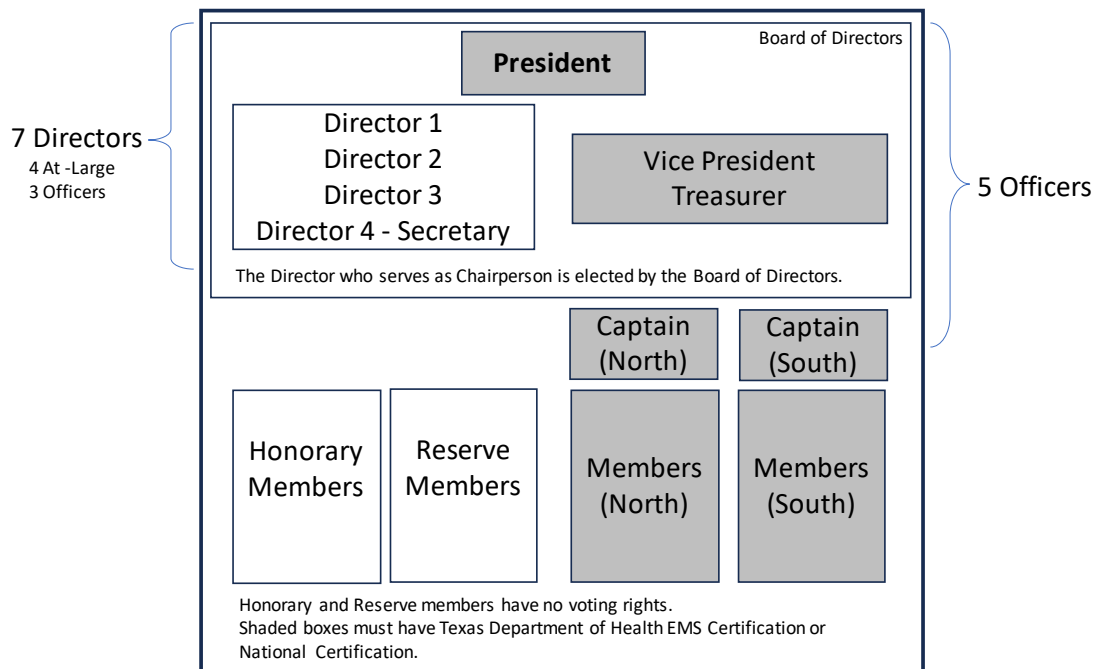 Board of Directors
President
7 Directors
4 At -Large
3 Officers
Director 1
Director 2
Director 3
Director 4 - Secretary
Vice President
Treasurer
5 Officers
The Director who serves as Chairperson is elected by the Board of Directors.
Captain
(North)
Captain
(South)
Honorary
Members
Reserve
Members
Members
(North)
Members
(South)
Honorary and Reserve members have no voting rights.
Shaded boxes must have Texas Department of Health EMS Certification or
National Certification.